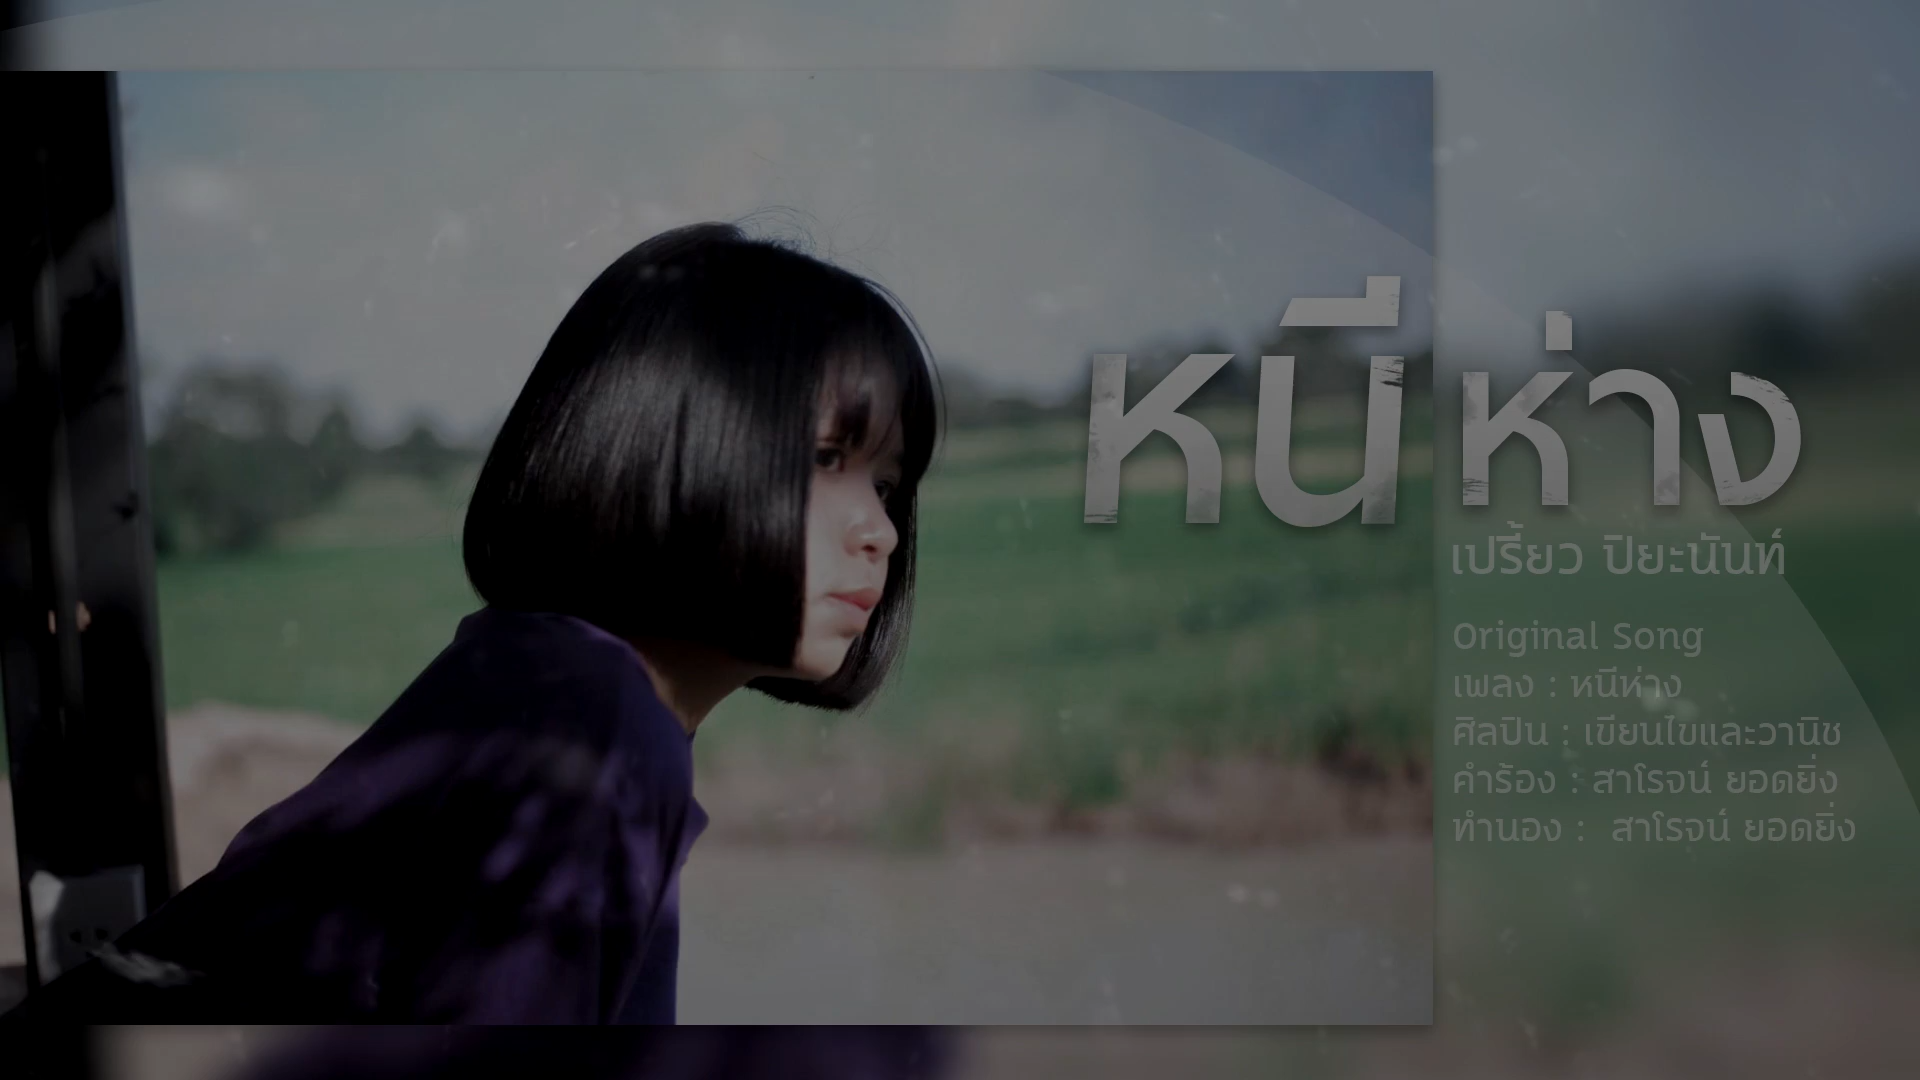 หนีห่าง
เปรี้ยว ปิยะนันท์
Original Song
เพลง : หนีห่าง
ศิลปิน : เขียนไขและวานิช
คำร้อง : สาโรจน์ ยอดยิ่ง
ทำนอง : สาโรจน์ ยอดยิ่ง